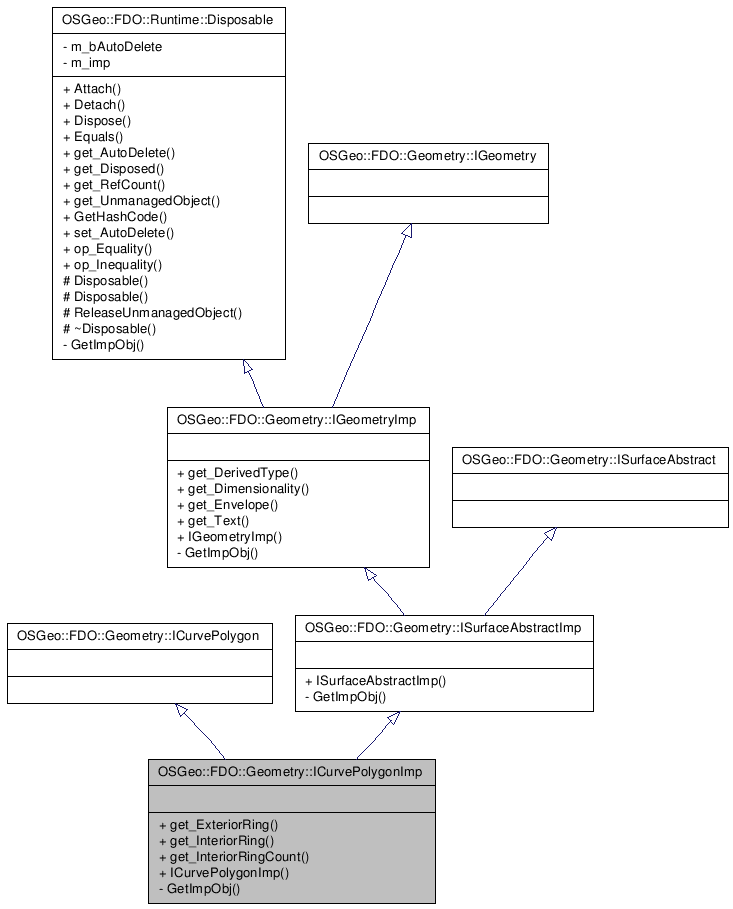 OSGeo::FDO::Runtime::Disposable
- m_bAutoDelete
- m_imp
+ Attach()
+ Detach()
+ Dispose()
+ Equals()
+ get_AutoDelete()
+ get_Disposed()
+ get_RefCount()
+ get_UnmanagedObject()
+ GetHashCode()
+ set_AutoDelete()
+ op_Equality()
+ op_Inequality()
# Disposable()
# Disposable()
# ReleaseUnmanagedObject()
# ~Disposable()
- GetImpObj()
OSGeo::FDO::Geometry::IGeometry
OSGeo::FDO::Geometry::IGeometryImp
+ get_DerivedType()
+ get_Dimensionality()
+ get_Envelope()
+ get_Text()
+ IGeometryImp()
- GetImpObj()
OSGeo::FDO::Geometry::ISurfaceAbstract
OSGeo::FDO::Geometry::ICurvePolygon
OSGeo::FDO::Geometry::ISurfaceAbstractImp
+ ISurfaceAbstractImp()
- GetImpObj()
OSGeo::FDO::Geometry::ICurvePolygonImp
+ get_ExteriorRing()
+ get_InteriorRing()
+ get_InteriorRingCount()
+ ICurvePolygonImp()
- GetImpObj()